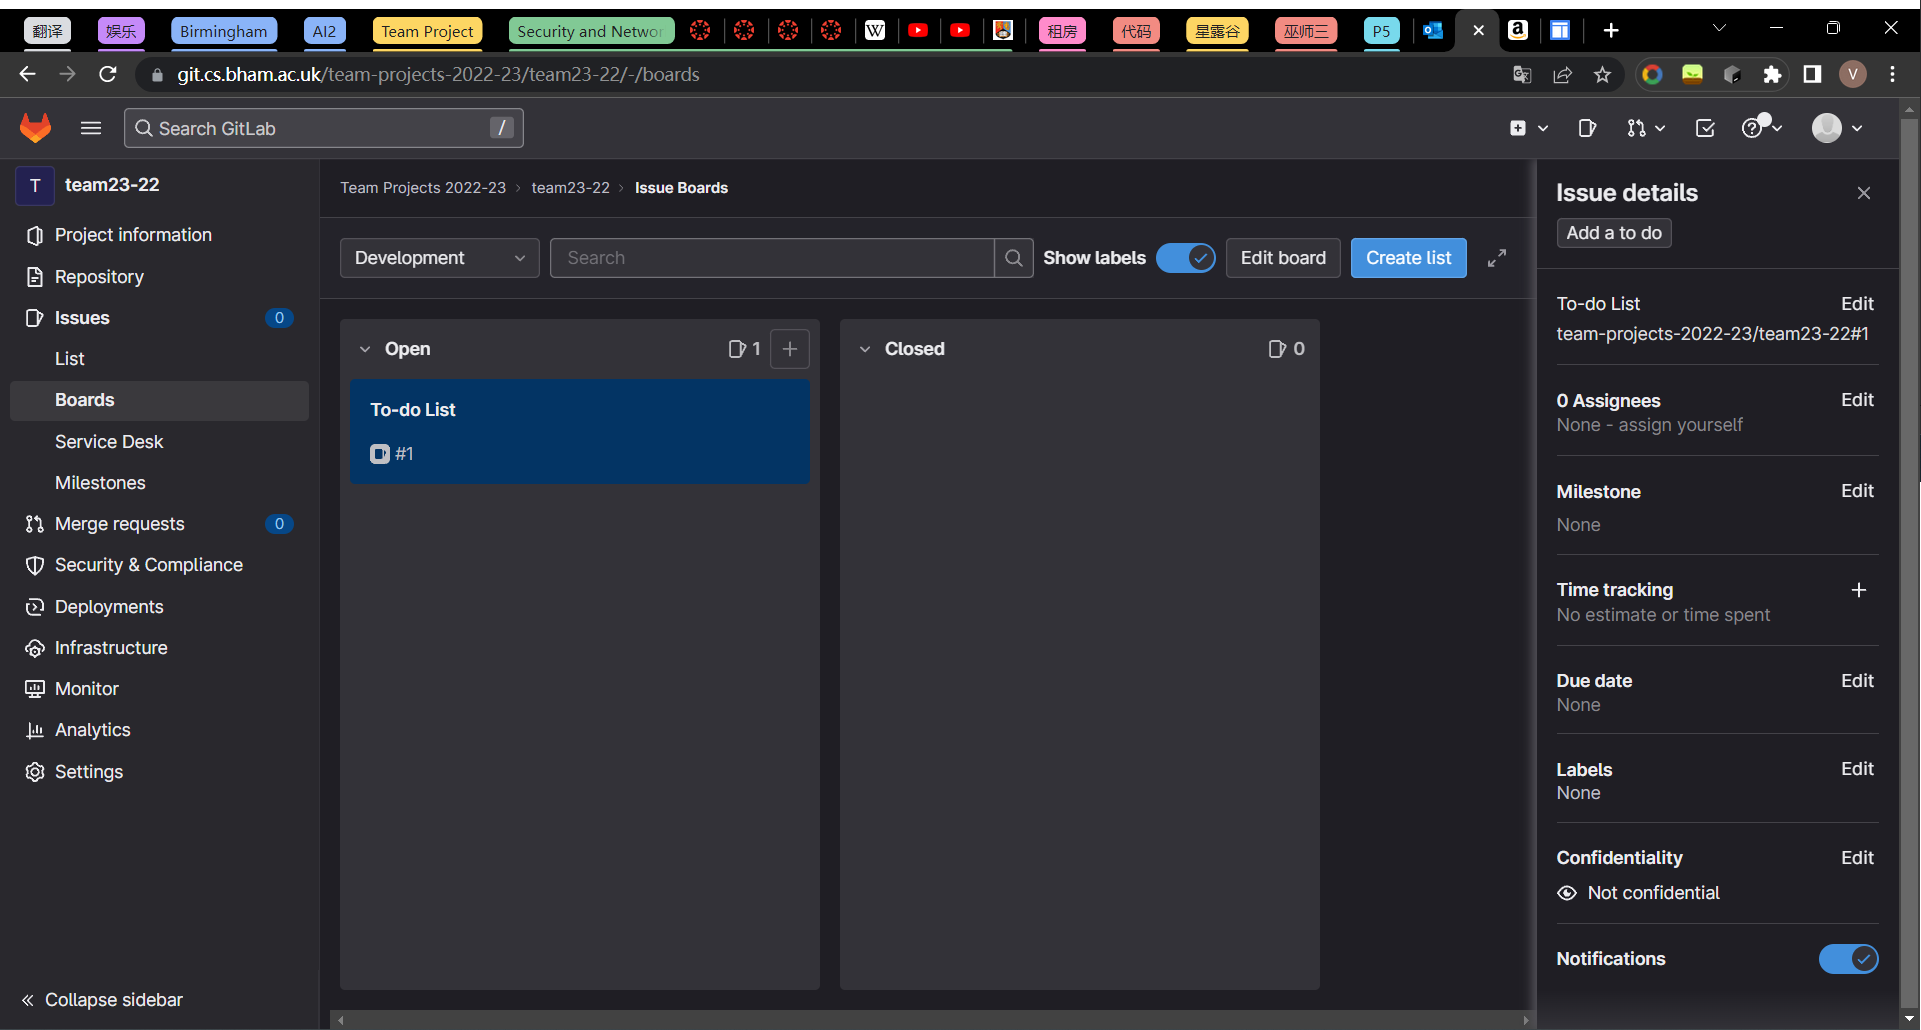 翻译
娱乐
Birmingham
AI2
Team Project
Security and Networ
W
租房
代码
星露谷
巫师三
P5
a
git.cs.bham.ac.uk/team-projects-2022-23/team23-22/-/boards
V
Search GitLab
/
T
team23-22
Project information
Repository
Issues
0
List
Boards
Service Desk
Milestones
Merge requests
0
Security & Compliance
Deployments
Infrastructure
Monitor
Analytics
Settings
Collapse sidebar
Team Projects 2022-23
team23-22
Issue Boards
Development
Search
Show labels
Edit board
Create list
Open
1
To-do List
#1
Closed
0
Issue details
Add a to do
To-do List
Edit
team-projects-2022-23/team23-22#1
0 Assignees
Edit
None - assign yourself
Milestone
Edit
None
Time tracking
No estimate or time spent
Due date
Edit
None
Labels
Edit
None
Confidentiality
Edit
Not confidential
Notifications